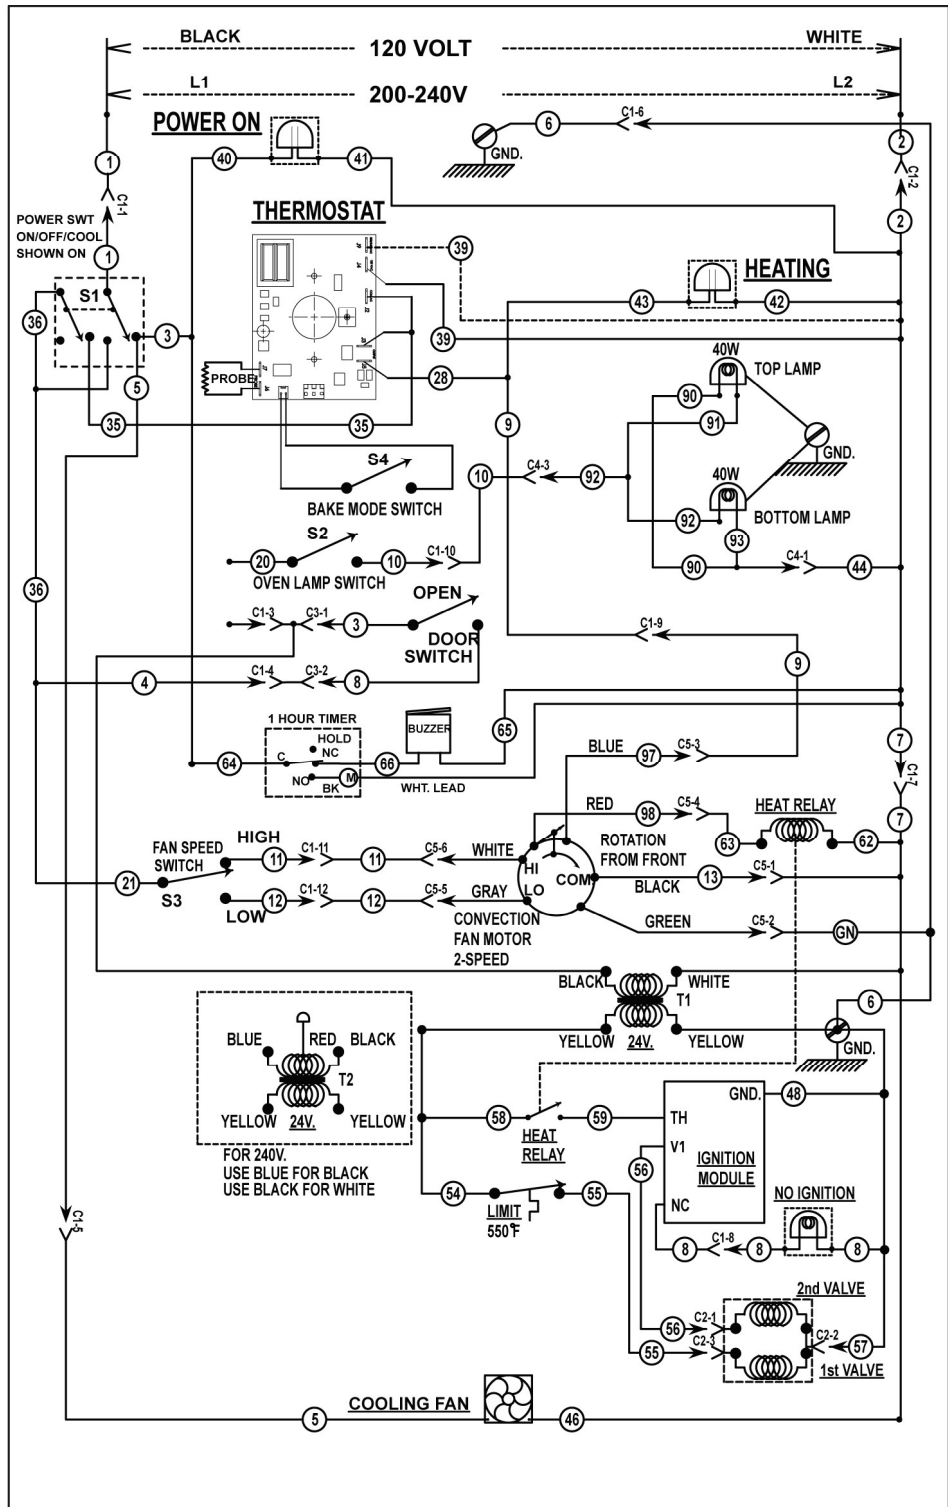 BLACK 120 VOLT WHITE
L1 200-240V L2
POWER ON
6 C1-6
GND.
1 40 41 2
C1-2
C1-1
2
POWER SWT
ON/OFF/COOL
SHOWN ON
THERMOSTAT
1 39
HEATING
S1
43 42
36 3 39
40W
TOP LAMP
PROBE 28
5 90
35 35 9 91
GND.
S4
10 C4-3 92
40W
BAKE MODE SWITCH
BOTTOM LAMP
S2 92
93
20 10 C1-10 90 C4-1 44
OVEN LAMP SWITCH
36
OPEN
C1-3 C3-1 3
C1-9
DOOR
SWITCH
9
4 C1-4 C3-2 8
1 HOUR TIMER
HOLD
NC
BUZZER
65
7
C1-7
BLUE 97 C5-3
64 C 66
NO BK M WHT. LEAD
RED 98 C5-4
HEAT RELAY
7
63 62
FAN SPEED
SWITCH
HIGH
11 C1-11 11 C5-6 WHITE
ROTATION
FROM FRONT
HI
LO
COM
21
S3
BLACK 13 C5-1
12 C1-12 12 C5-5 GRAY
LOW
CONVECTION
FAN MOTOR
2-SPEED
GREEN C5-2 GN
BLACK WHITE
T1
6
YELLOW 24V. YELLOW
GND.
BLUE RED BLACK
T2
YELLOW 24V. YELLOW
FOR 240V.
USE BLUE FOR BLACK
USE BLACK FOR WHITE
GND. 48
58 59 TH
HEAT
RELAY
V1
56
IGNITION
MODULE
54 55
LIMIT
550°F
NC
NO IGNITION
8 C1-8 8 8
C1-5
2nd VALVE
56 C2-1
55 C2-3
C2-2 57
1st VALVE
COOLING FAN
5 46